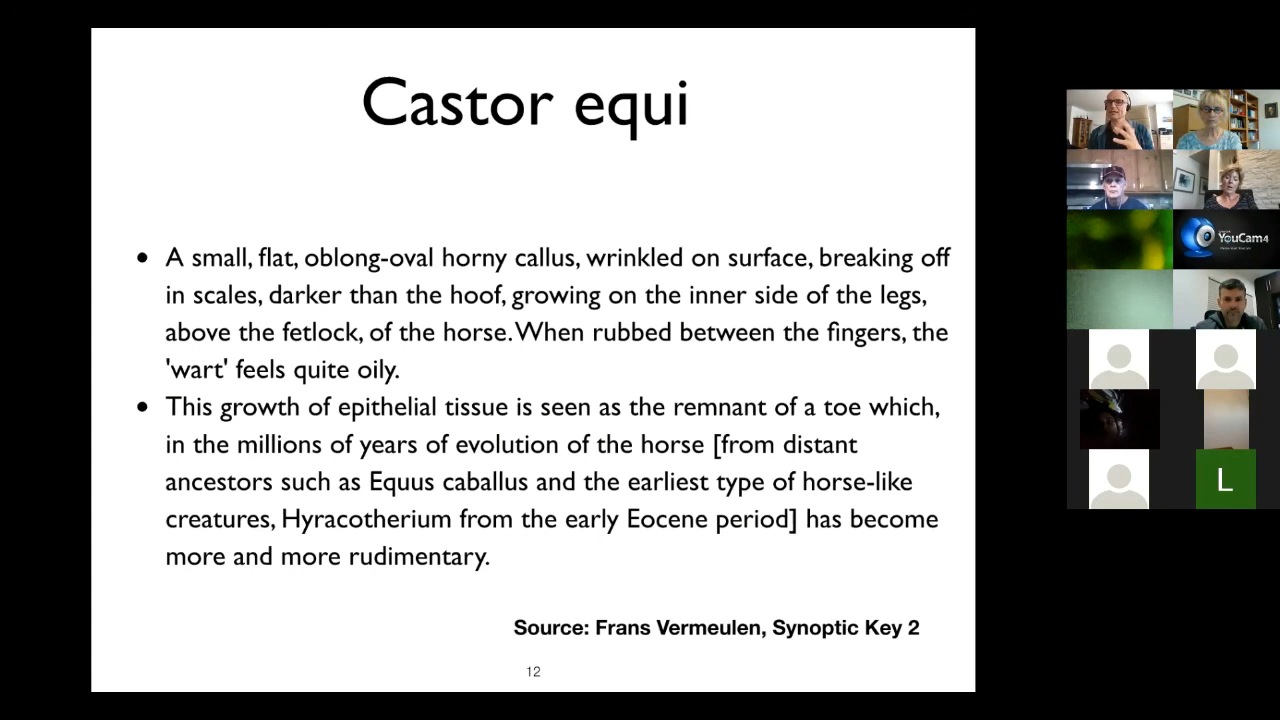 Castor equi
• A small, flat, oblong-oval horny callus, wrinkled on surface, breaking off
in scales, darker than the hoof, growing on the inner side of the legs,
above the fetlock, of the horse. When rubbed between the fingers, the
'wart' feels quite oily.
• This growth of epithelial tissue is seen as the remnant of a toe which,
in the millions of years of evolution of the horse [from distant
ancestors such as Equus caballus and the earliest type of horse-like
creatures, Hyracotherium from the early Eocene period] has become
more and more rudimentary.
Source: Frans Vermeulen, Synoptic Key 2
12
YouCam4
L